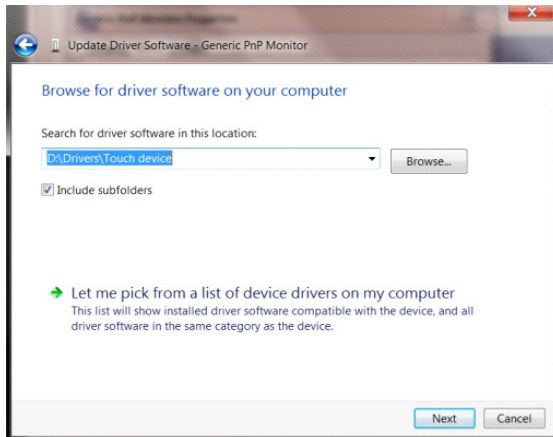 Update Driver Software - Generic PnP Monitor
Browse for driver software on your computer
Search for driver software in this location:
D:\Drivers\Touch device
Browse...
Include subfolders
Let me pick from a list of device drivers on my computer
This list will show installed driver software compatible with the device, and all
driver software in the same category as the device.
Next
Cancel